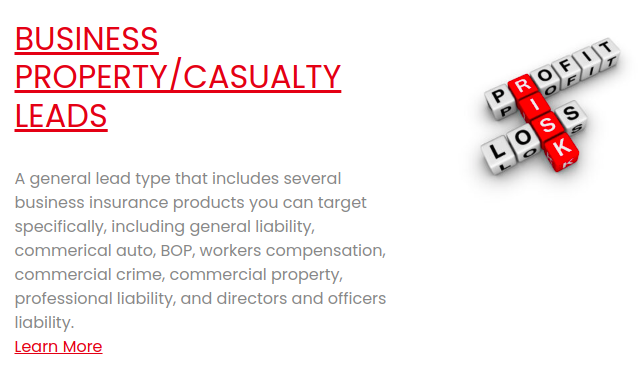 BUSINESS
PROPERTY/CASUALTY
LEADS
A general lead type that includes several
business insurance products you can target
specifically, including general liability,
commerical auto, BOP, workers compensation,
commercial crime, commercial property,
professional liability, and directors and officers
liability.
Learn More
PROFIT
RISK
LOSS